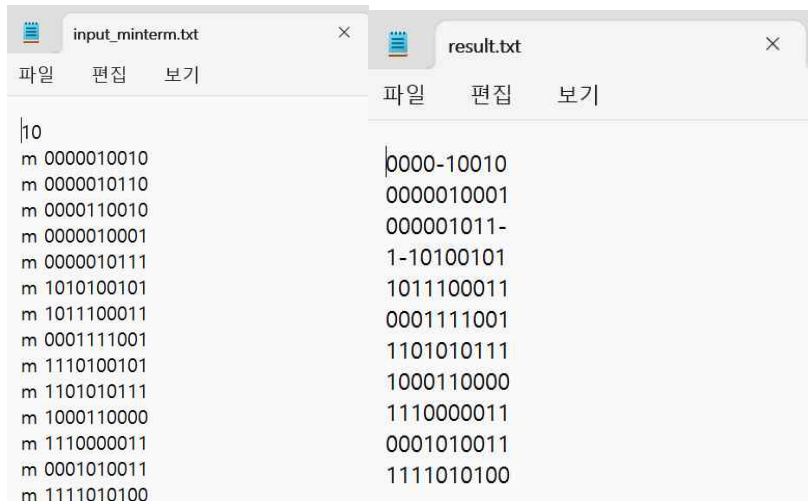 input_minterm.txt
파일 편집 보기
10
m 0000010010
m 0000010110
m 0000110010
m 0000010001
m 0000010111
m 1010100101
m 1011100011
m 0001111001
m 1110100101
m 1101010111
m 1000110000
m 1110000011
m 0001010011
m 1111010100
result.txt
파일 편집 보기
0000-10010
0000010001
000001011-
1-10100101
1011100011
0001111001
1101010111
1000110000
1110000011
0001010011
1111010100